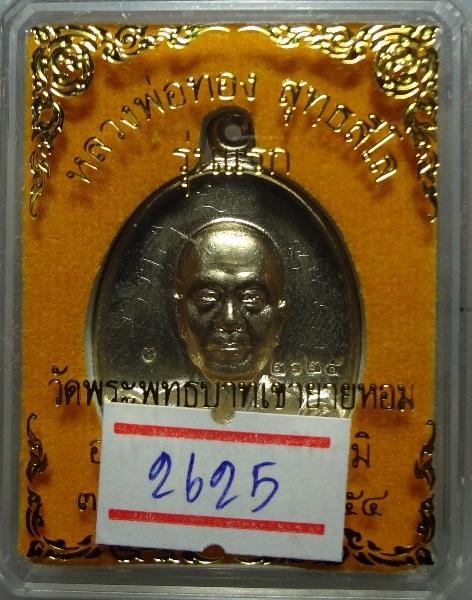 หลวงพ่อทอง สุทธสีโล
รุ่นแรก
๒๖๒๕
วัดพระพุทธบาทเขายายหอม
2625